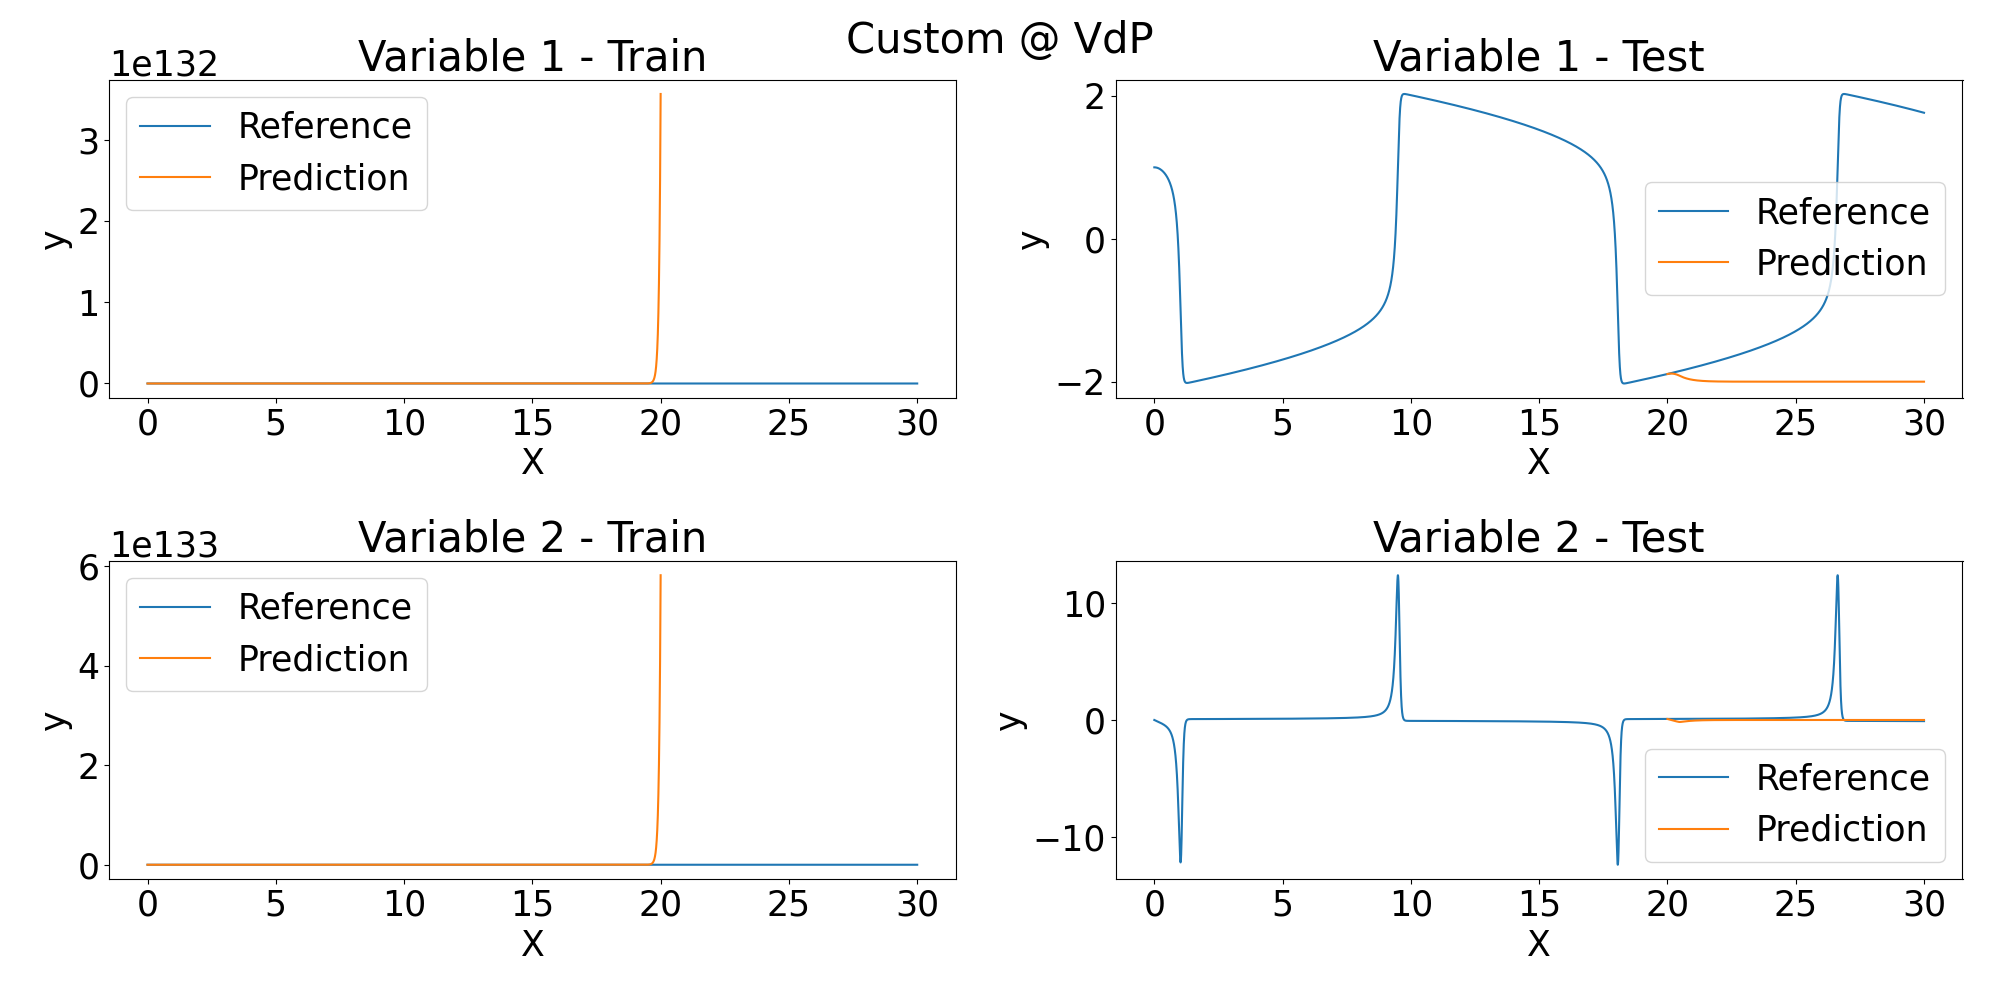 Custom @ VdP
Variable 1 - Train
1e132
3
2
1
0
y
Reference
Prediction
0 5 10 15 20 25 30
X
Variable 1 - Test
2
0
−2
y
Reference
Prediction
0 5 10 15 20 25 30
X
Variable 2 - Train
1e133
6
4
2
0
y
Reference
Prediction
0 5 10 15 20 25 30
X
Variable 2 - Test
10
0
−10
y
Reference
Prediction
0 5 10 15 20 25 30
X